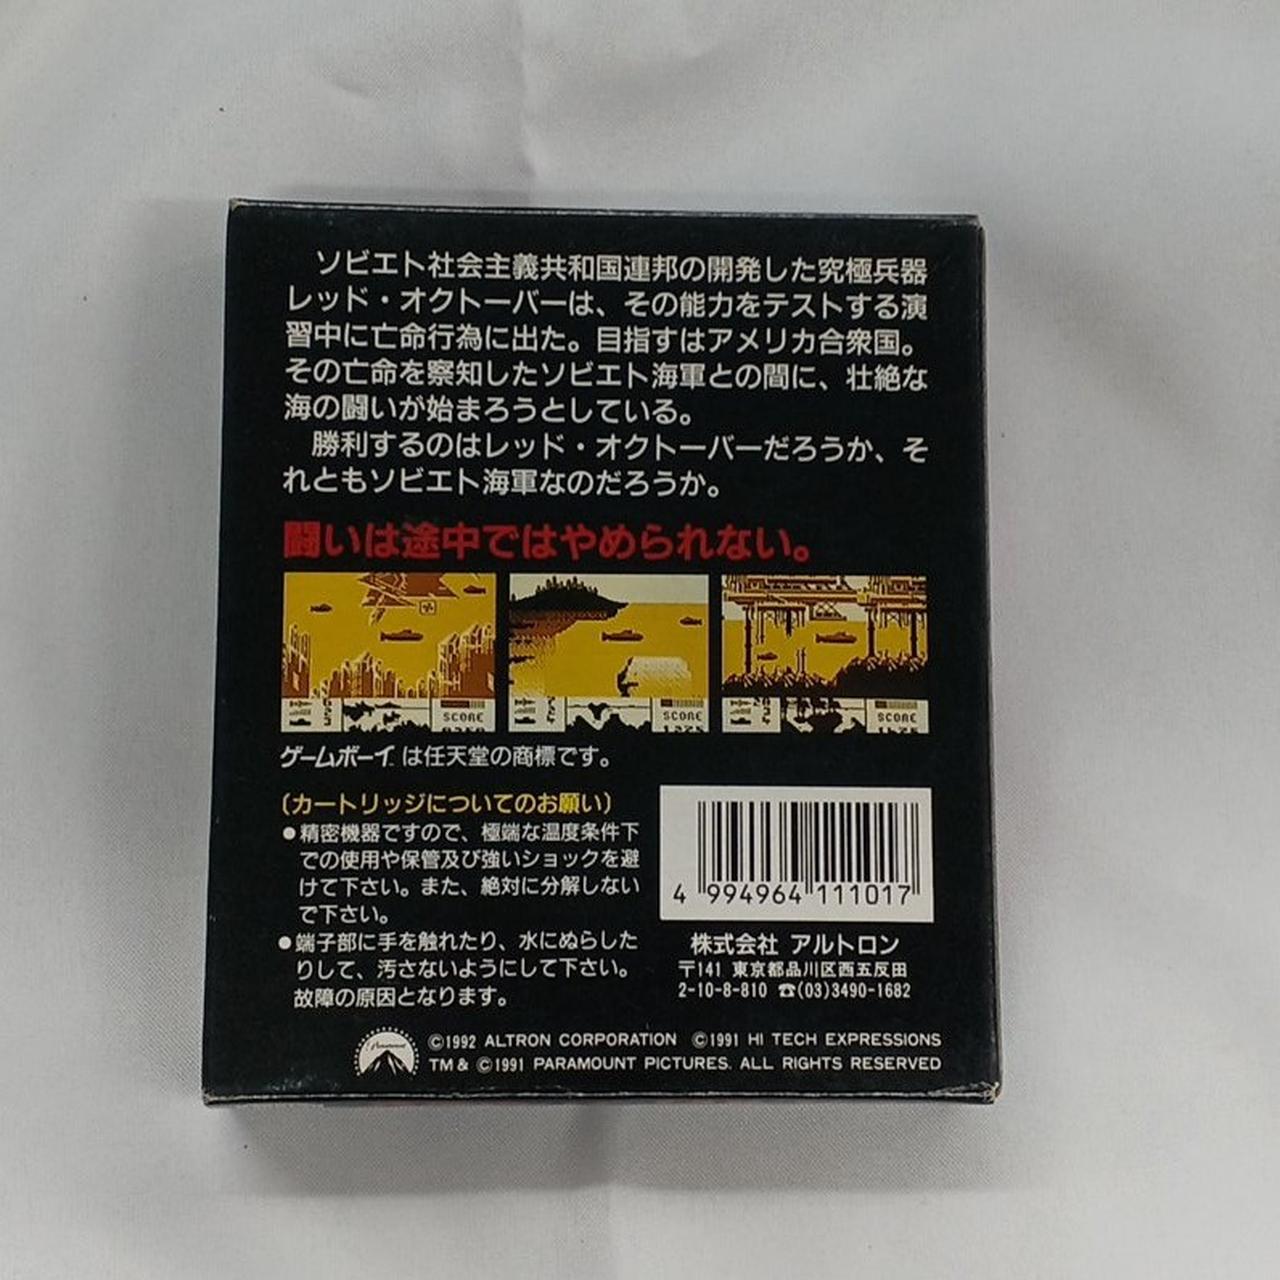 ソビエト社会主義共和国連邦の開発した究極兵器
レッド・オクトーバーは、その能力をテストする演
習中に亡命行為に出た。目指すはアメリカ合衆国。
その亡命を察知したソビエト海軍との間に、壮絶な
海の闘いが始まろうとしている。
勝利するのはレッド・オクトーバーだろうか、そ
れともソビエト海軍なのだろうか。
闘いは途中ではやめられない。
SCORE
SCORE
SCORE
ゲームボーイは任天堂の商標です。
〔カートリッジについてのお願い〕
●精密機器ですので、極端な温度条件下
での使用や保管及び強いショックを避
けて下さい。また、絶対に分解しない
で下さい。
●端子部に手を触れたり、水にぬらした
りして、汚さないようにして下さい。
故障の原因となります。
4 994964 111017
株式会社 アルトロン
〒141 東京都品川区西五反田
2-10-8-810 ☎(03)3490-1682
Paramount
©1992 ALTRON CORPORATION ©1991 HI TECH EXPRESSIONS
TM & ©1991 PARAMOUNT PICTURES. ALL RIGHTS RESERVED